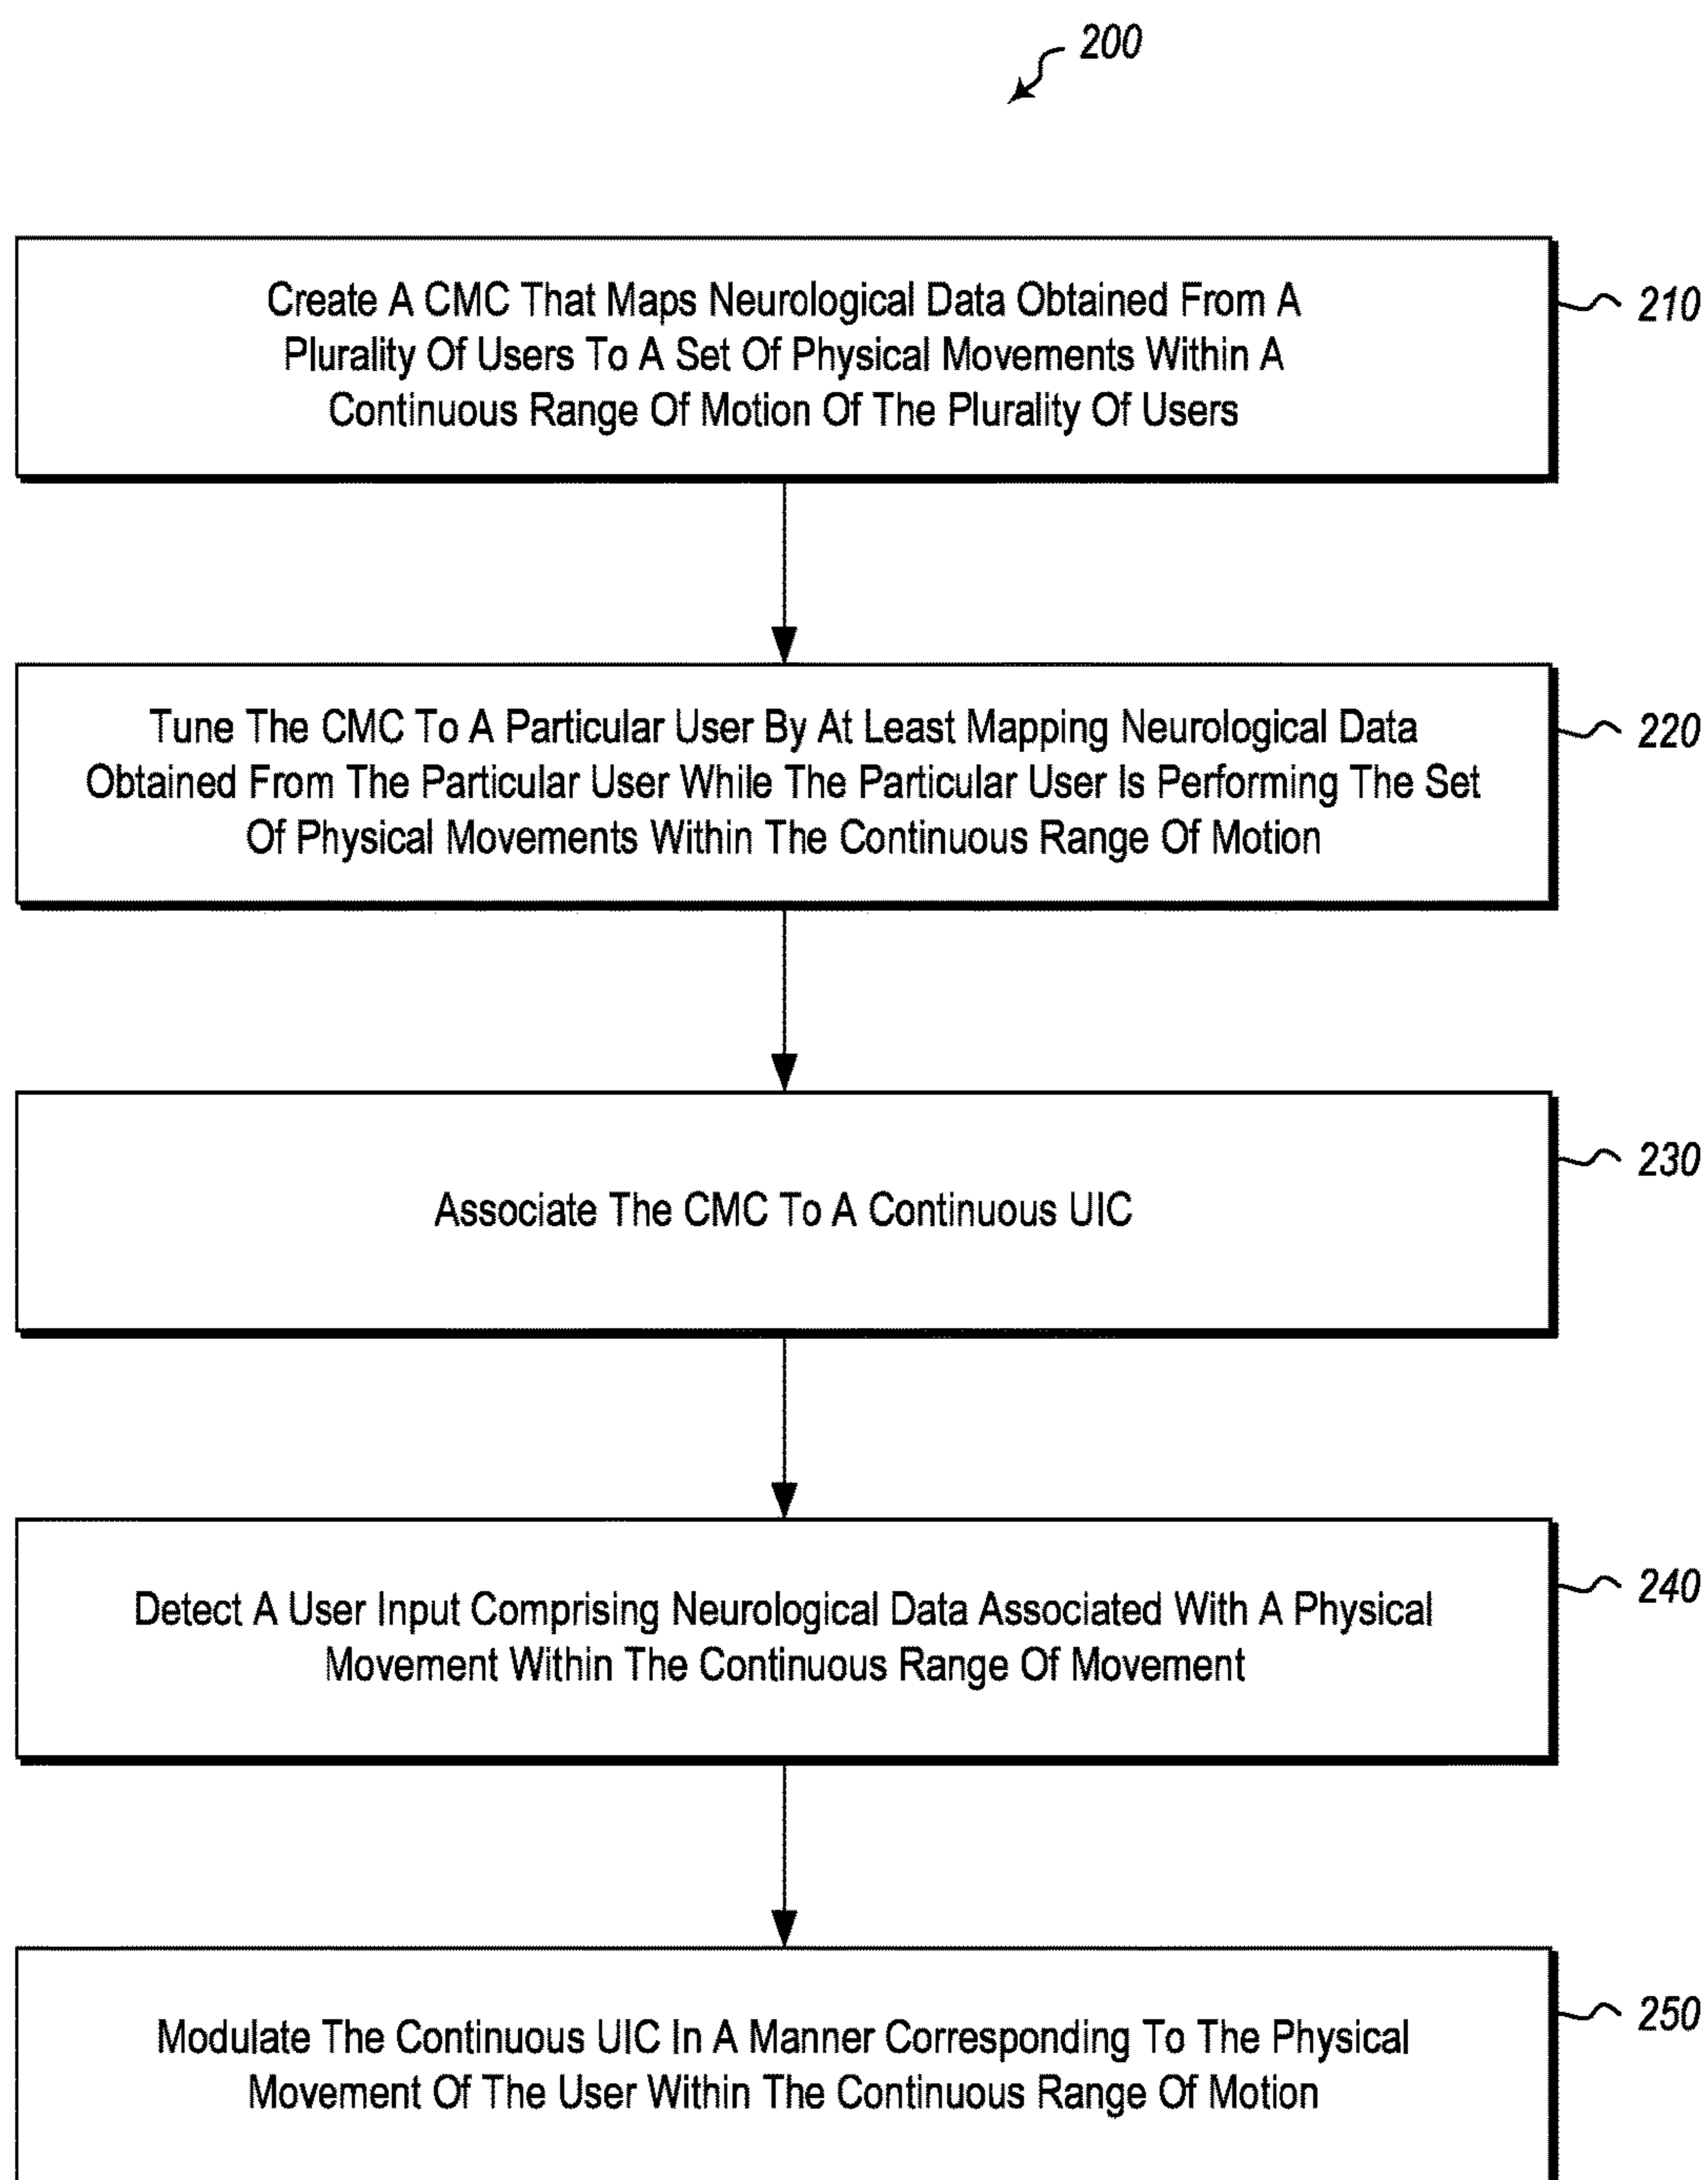 200
Create A CMC That Maps Neurological Data Obtained From A
Plurality Of Users To A Set Of Physical Movements Within A
Continuous Range Of Motion Of The Plurality Of Users
210
Tune The CMC To A Particular User By At Least Mapping Neurological Data
Obtained From The Particular User While The Particular User Is Performing The Set
Of Physical Movements Within The Continuous Range Of Motion
220
Associate The CMC To A Continuous UIC
230
Detect A User Input Comprising Neurological Data Associated With A Physical
Movement Within The Continuous Range Of Movement
240
Modulate The Continuous UIC In A Manner Corresponding To The Physical
Movement Of The User Within The Continuous Range Of Motion
250